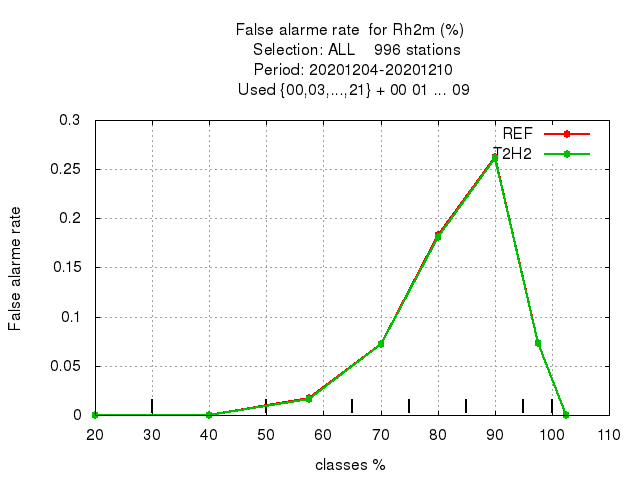 False alarme rate  for Rh2m (%)
Selection: ALL    996 stations
Period: 20201204-20201210
Used {00,03,...,21} + 00 01 ... 09
REF
T2H2
0.3
0.25
0.2
0.15
0.1
0.05
0
False alarme rate
20 30 40 50 60 70 80 90 100 110
classes %